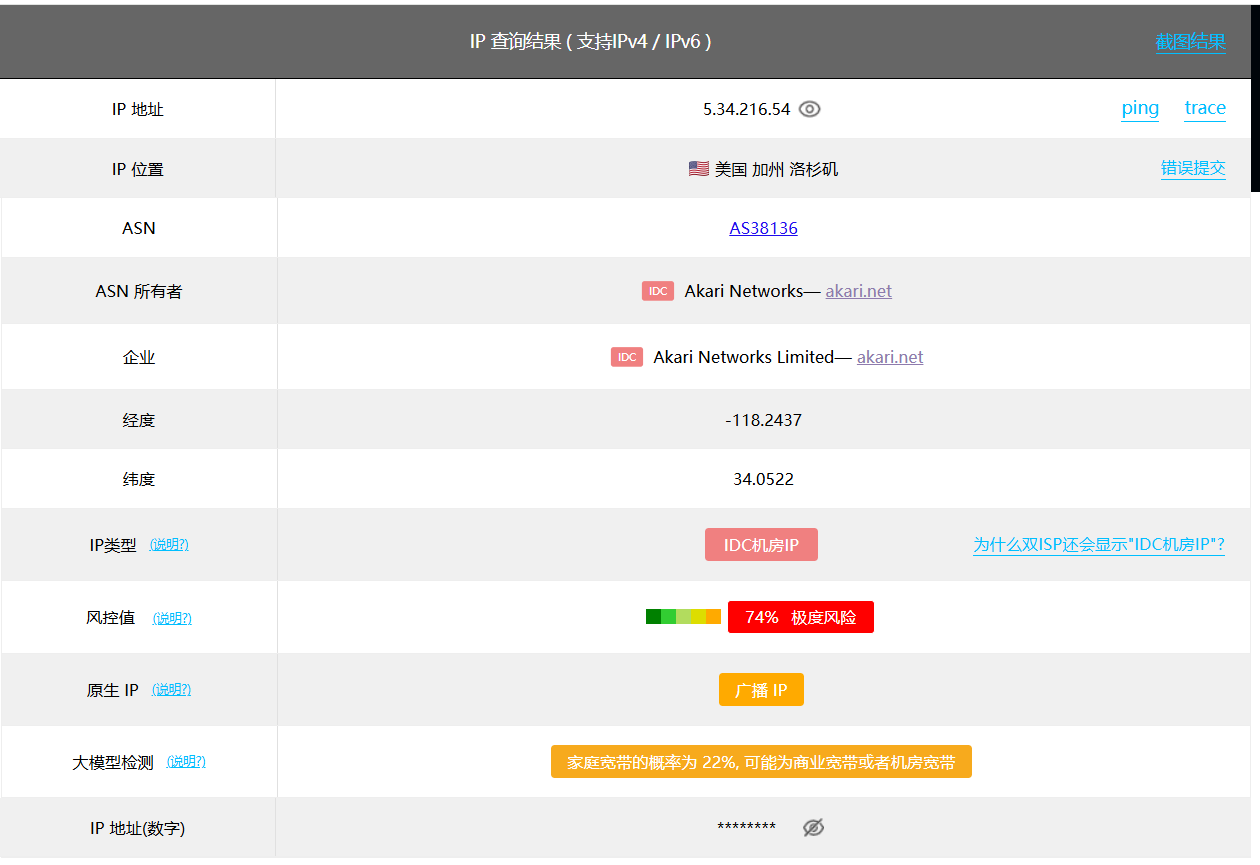 IP 查询结果 ( 支持IPv4 / IPv6 ) 截图结果
IP 地址 5.34.216.54 ping trace
IP 位置 美国 加州 洛杉矶 错误提交
ASN AS38136
ASN 所有者 IDC Akari Networks— akari.net
企业 IDC Akari Networks Limited— akari.net
经度 -118.2437
纬度 34.0522
IP类型 (说明?) IDC机房IP 为什么双ISP还会显示"IDC机房IP"?
风控值 (说明?) 74% 极度风险
原生 IP (说明?) 广播 IP
大模型检测 (说明?) 家庭宽带的概率为 22%, 可能为商业宽带或者机房宽带
IP 地址(数字) ********